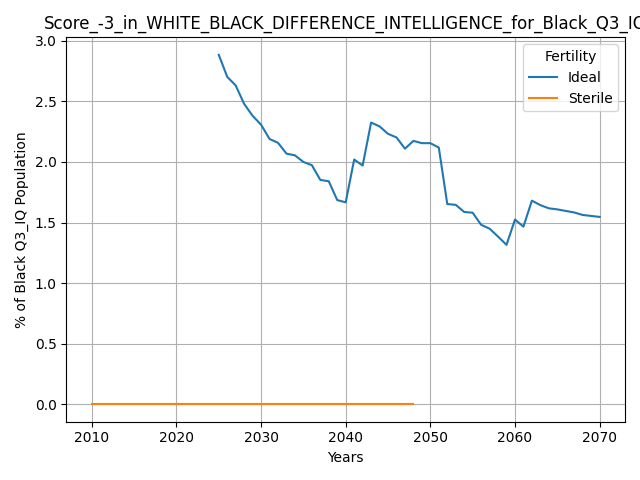 Score_-3_in_WHITE_BLACK_DIFFERENCE_INTELLIGENCE_for_Black_Q3_IQ
3.0
2.5
2.0
1.5
1.0
0.5
0.0
% of Black Q3_IQ Population
Fertility
Ideal
Sterile
2010 2020 2030 2040 2050 2060 2070
Years